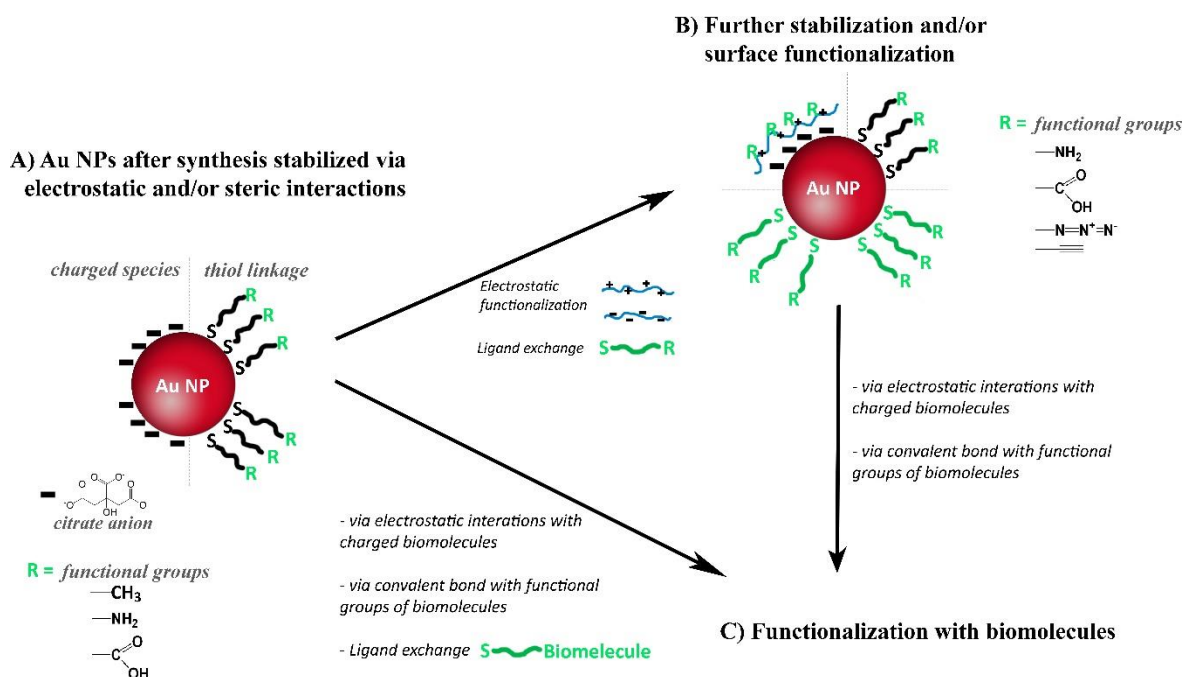 B) Further stabilization and/or
surface functionalization
R R R
R
+ + + +
S S S
R R R
Au NP
S S S S S S
R R R R R R
R = functional groups
—NH₂
—C
O
OH
—N=N⁺=N⁻
A) Au NPs after synthesis stabilized via
electrostatic and/or steric interactions
charged species
thiol linkage
R
R
R
S
S
S
Au NP
S
S
S
R
R
R
Electrostatic
functionalization
+ + + +
- - - -
Ligand exchange S R
- via electrostatic interations with
charged biomolecules
- via convalent bond with functional
groups of biomolecules
O O⁻
O
⁻O O
OH
citrate anion
R = functional groups
—CH₃
—NH₂
—C
O
OH
- via electrostatic interations with
charged biomolecules
- via convalent bond with functional
groups of biomolecules
- Ligand exchange S Biomelecule
C) Functionalization with biomolecules